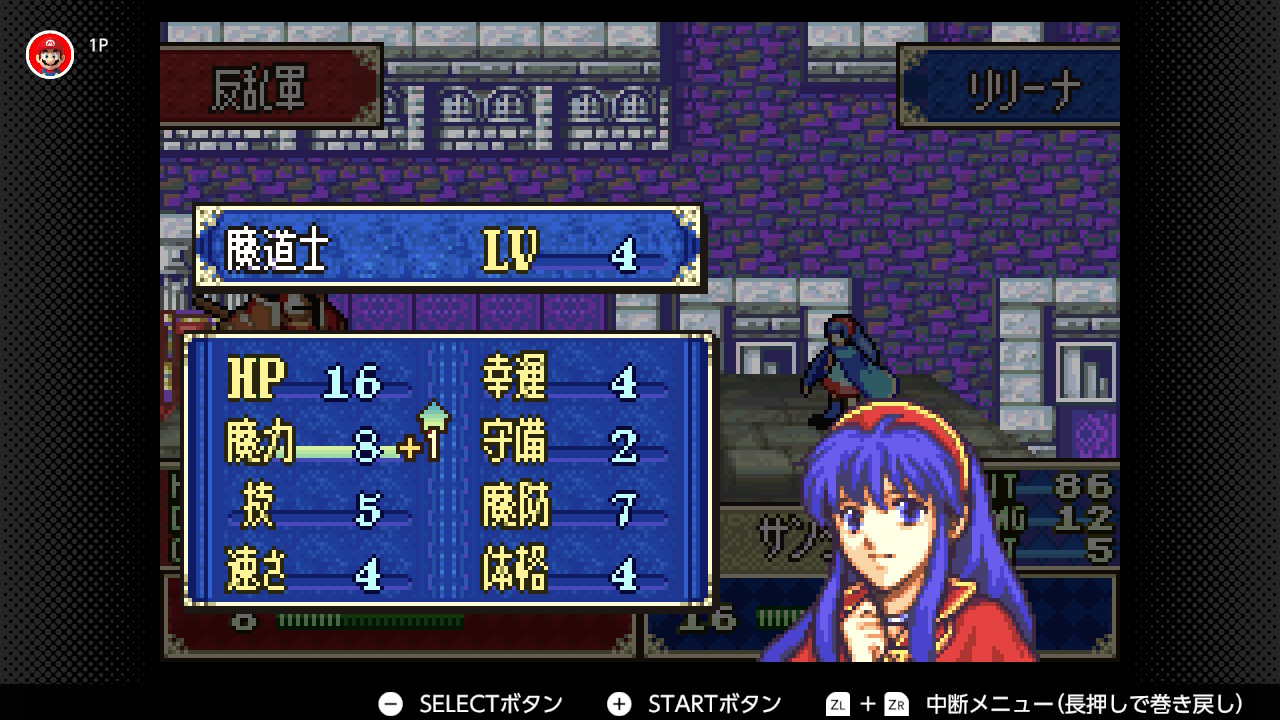 1P
反乱軍
リリーナ
魔道士 LV 4
HP 16 幸運 4
魔力 8 +1 守備 2
技 5 魔防 7
速さ 4 体格 4
86
12
サン
5
8
16
SELECTボタン
STARTボタン
ZL + ZR 中断メニュー(長押しで巻き戻し)